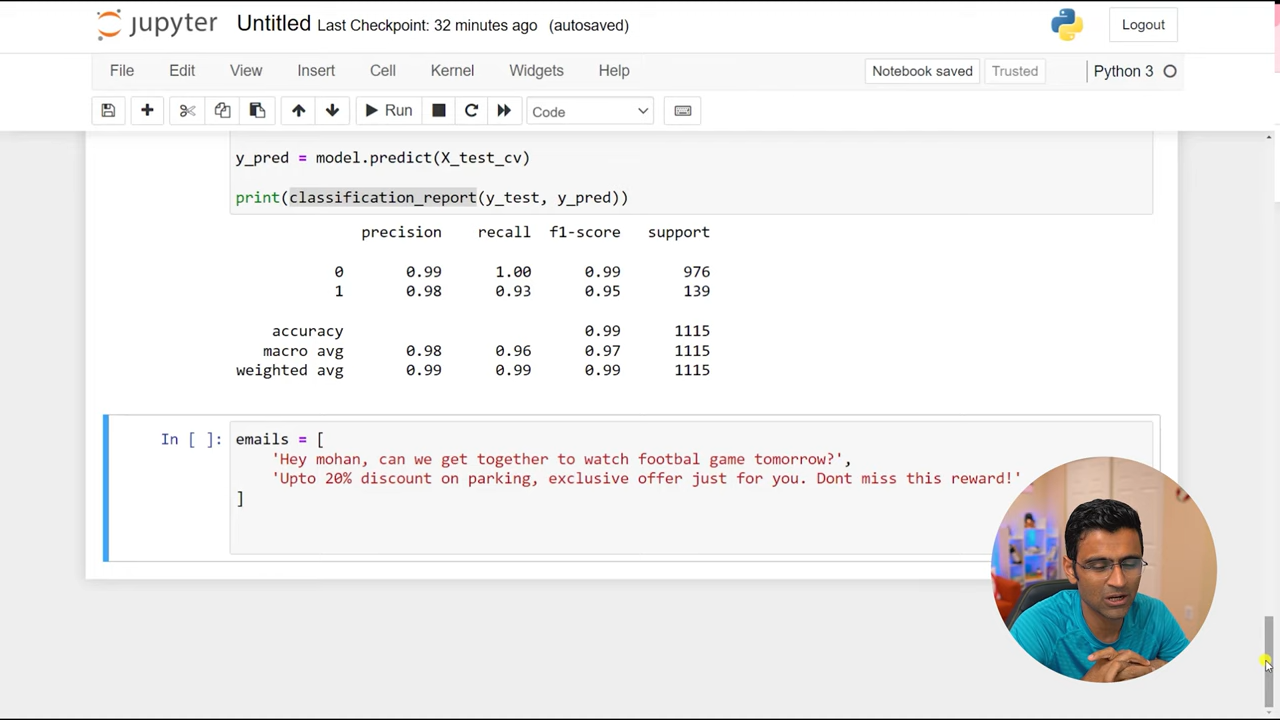 jupyter Untitled Last Checkpoint: 32 minutes ago (autosaved)
Logout
File Edit View Insert Cell Kernel Widgets Help
Notebook saved Trusted Python 3
Run Code
y_pred = model.predict(X_test_cv)
print(classification_report(y_test, y_pred))
precision recall f1-score support
0 0.99 1.00 0.99 976
1 0.98 0.93 0.95 139
accuracy 0.99 1115
macro avg 0.98 0.96 0.97 1115
weighted avg 0.99 0.99 0.99 1115
In [ ]: emails = [
'Hey mohan, can we get together to watch footbal game tomorrow?',
'Upto 20% discount on parking, exclusive offer just for you. Dont miss this reward!'
]